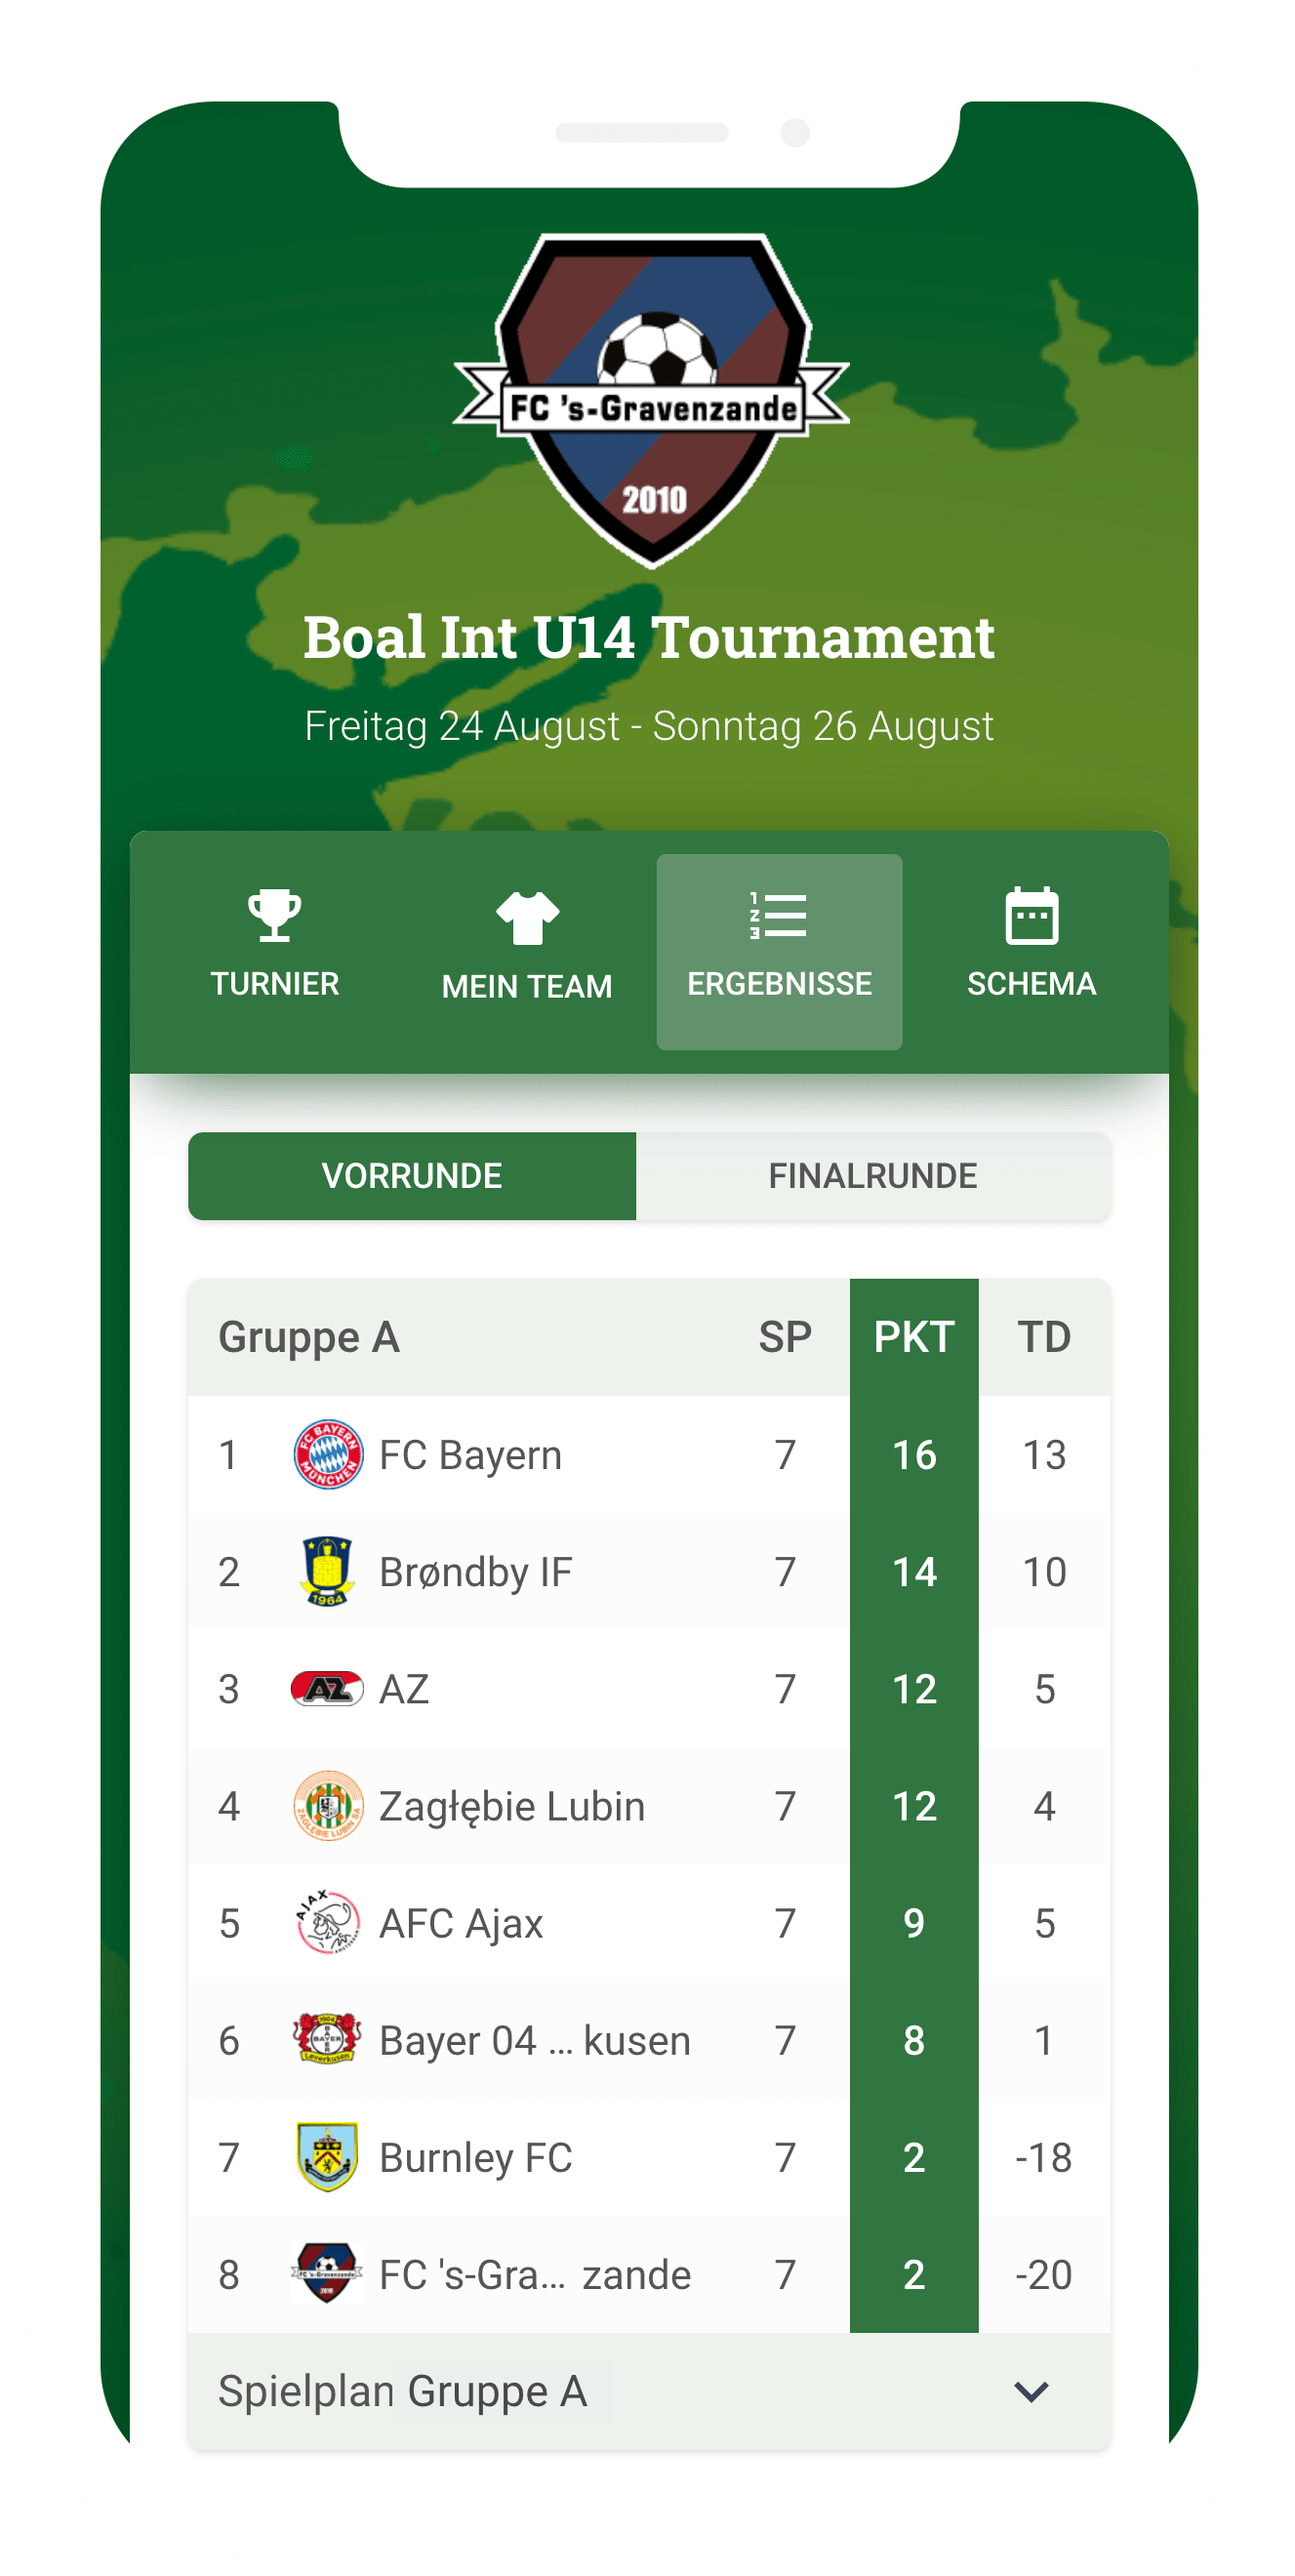 FC 's-Gravenzande
2010
Boal Int U14 Tournament
Freitag 24 August - Sonntag 26 August
TURNIER MEIN TEAM ERGEBNISSE SCHEMA
VORRUNDE FINALRUNDE
Gruppe A SP PKT TD
1 FC Bayern 7 16 13
2 Brøndby IF 7 14 10
3 AZ 7 12 5
4 Zagłębie Lubin 7 12 4
5 AFC Ajax 7 9 5
6 Bayer 04 ... kusen 7 8 1
7 Burnley FC 7 2 -18
8 FC 's-Gra... zande 7 2 -20
Spielplan Gruppe A